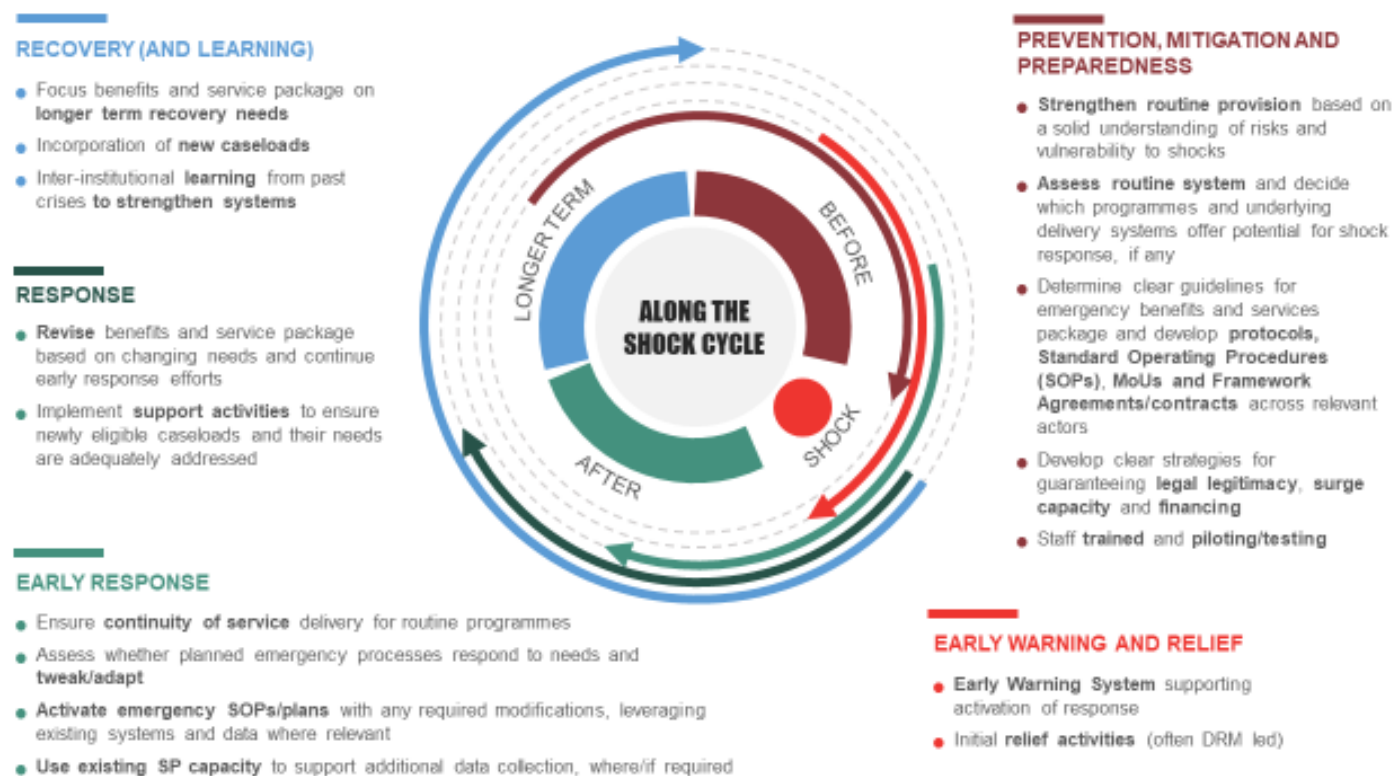 RECOVERY (AND LEARNING)
Focus benefits and service package on
longer term recovery needs
Incorporation of new caseloads
Inter-institutional learning from past
crises to strengthen systems
RESPONSE
Revise benefits and service package
based on changing needs and continue
early response efforts
Implement support activities to ensure
newly eligible caseloads and their needs
are adequately addressed
EARLY RESPONSE
Ensure continuity of service delivery for routine programmes
Assess whether planned emergency processes respond to needs and
tweak/adapt
Activate emergency SOPs/plans with any required modifications, leveraging
existing systems and data where relevant
Use existing SP capacity to support additional data collection, where/if required
LONGER TERM
BEFORE
ALONG THE
SHOCK CYCLE
SHOCK
AFTER
PREVENTION, MITIGATION AND
PREPAREDNESS
Strengthen routine provision based on
a solid understanding of risks and
vulnerability to shocks
Assess routine system and decide
which programmes and underlying
delivery systems offer potential for shock
response, if any
Determine clear guidelines for
emergency benefits and services
package and develop protocols,
Standard Operating Procedures
(SOPs), MoUs and Framework
Agreements/contracts across relevant
actors
Develop clear strategies for
guaranteeing legal legitimacy, surge
capacity and financing
Staff trained and piloting/testing
EARLY WARNING AND RELIEF
Early Warning System supporting
activation of response
Initial relief activities (often DRM led)